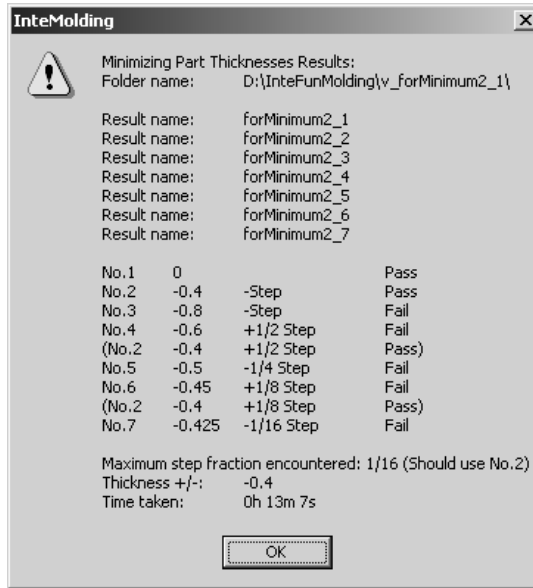 InteMolding
Minimizing Part Thicknesses Results:
Folder name: D:\InteFunMolding\v_forMinimum2_1\
Result name: forMinimum2_1
Result name: forMinimum2_2
Result name: forMinimum2_3
Result name: forMinimum2_4
Result name: forMinimum2_5
Result name: forMinimum2_6
Result name: forMinimum2_7
No.1 0 Pass
No.2 -0.4 -Step Pass
No.3 -0.8 -Step Fail
No.4 -0.6 +1/2 Step Fail
(No.2 -0.4 +1/2 Step Pass)
No.5 -0.5 -1/4 Step Fail
No.6 -0.45 +1/8 Step Fail
(No.2 -0.4 +1/8 Step Pass)
No.7 -0.425 -1/16 Step Fail
Maximum step fraction encountered: 1/16 (Should use No.2)
Thickness +/-: -0.4
Time taken: 0h 13m 7s
OK